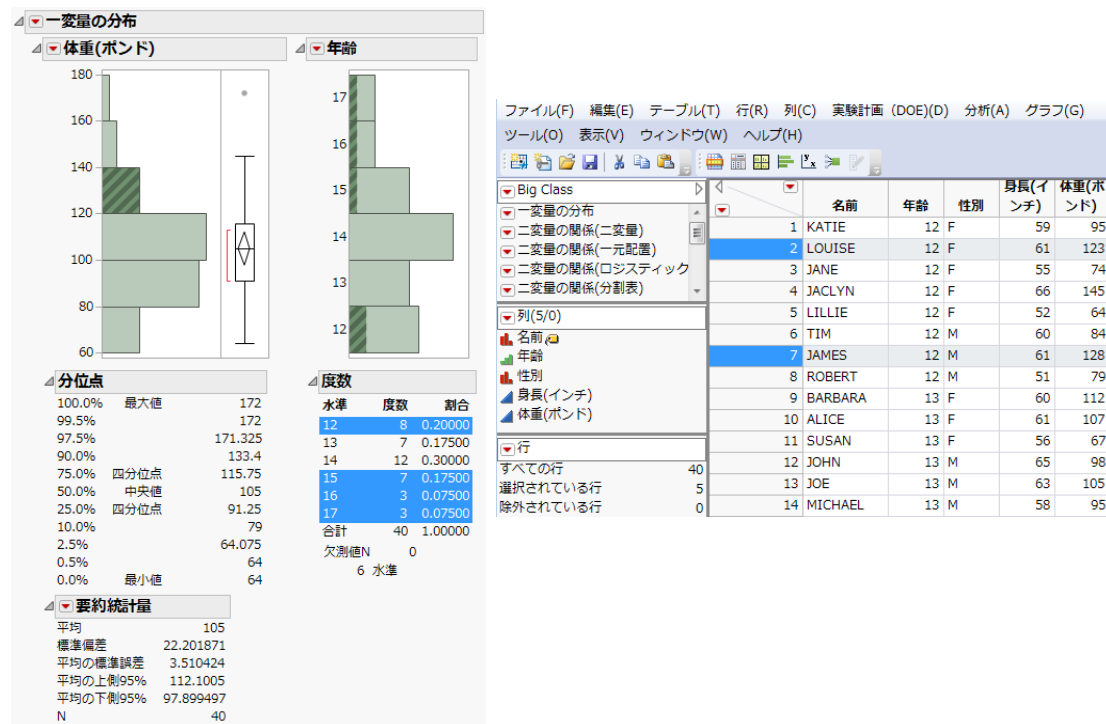 一変量の分布
体重(ポンド)
180
160
140
120
100
80
60
年齢
17
16
15
14
13
12
分位点
100.0% 最大値 172
99.5% 172
97.5% 171.325
90.0% 133.4
75.0% 四分位点 115.75
50.0% 中央値 105
25.0% 四分位点 91.25
10.0% 79
2.5% 64.075
0.5% 64
0.0% 最小値 64
要約統計量
平均 105
標準偏差 22.201871
平均の標準誤差 3.510424
平均の上側95% 112.1005
平均の下側95% 97.899497
N 40
度数
水準 度数 割合
12 8 0.20000
13 7 0.17500
14 12 0.30000
15 7 0.17500
16 3 0.07500
17 3 0.07500
合計 40 1.00000
欠測値N 0
6 水準
ファイル(F) 編集(E) テーブル(T) 行(R) 列(C) 実験計画 (DOE)(D) 分析(A) グラフ(G)
ツール(O) 表示(V) ウィンドウ(W) ヘルプ(H)
Big Class
一変量の分布
二変量の関係(二変量)
二変量の関係(一元配置)
二変量の関係(ロジスティック
二変量の関係(分割表)
列(5/0)
名前
年齢
性別
身長(インチ)
体重(ポンド)
行
すべての行 40
選択されている行 5
除外されている行 0
名前 年齢 性別 身長(インチ) 体重(ポンド)
1 KATIE 12 F 59 95
2 LOUISE 12 F 61 123
3 JANE 12 F 55 74
4 JACLYN 12 F 66 145
5 LILLIE 12 F 52 64
6 TIM 12 M 60 84
7 JAMES 12 M 61 128
8 ROBERT 12 M 51 79
9 BARBARA 13 F 60 112
10 ALICE 13 F 61 107
11 SUSAN 13 F 56 67
12 JOHN 13 M 65 98
13 JOE 13 M 63 105
14 MICHAEL 13 M 58 95